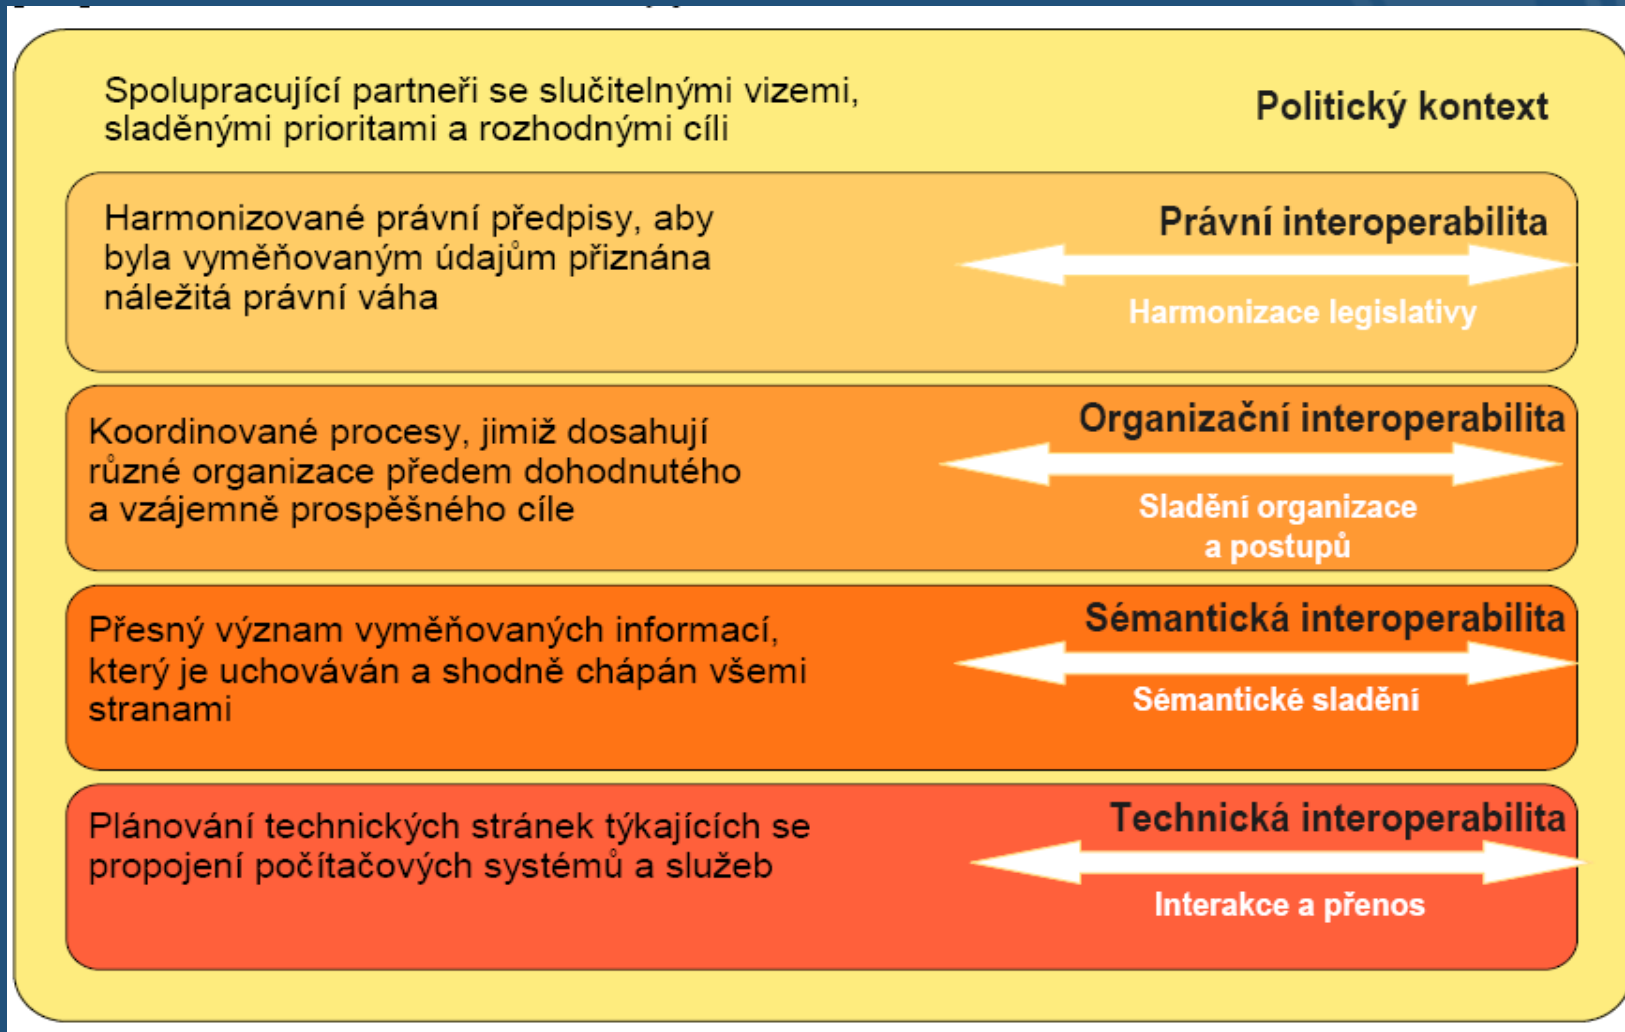 Spolupracující partneři se slučitelnými vizemi,
sladěnými prioritami a rozhodnými cíli
Politický kontext
Harmonizované právní předpisy, aby
byla vyměňovaným údajům přiznána
náležitá právní váha
Právní interoperabilita
Harmonizace legislativy
Koordinované procesy, jimiž dosahují
různé organizace předem dohodnutého
a vzájemně prospěšného cíle
Organizační interoperabilita
Sladění organizace
a postupů
Přesný význam vyměňovaných informací,
který je uchováván a shodně chápán všemi
stranami
Sémantická interoperabilita
Sémantické sladění
Plánování technických stránek týkajících se
propojení počítačových systémů a služeb
Technická interoperabilita
Interakce a přenos